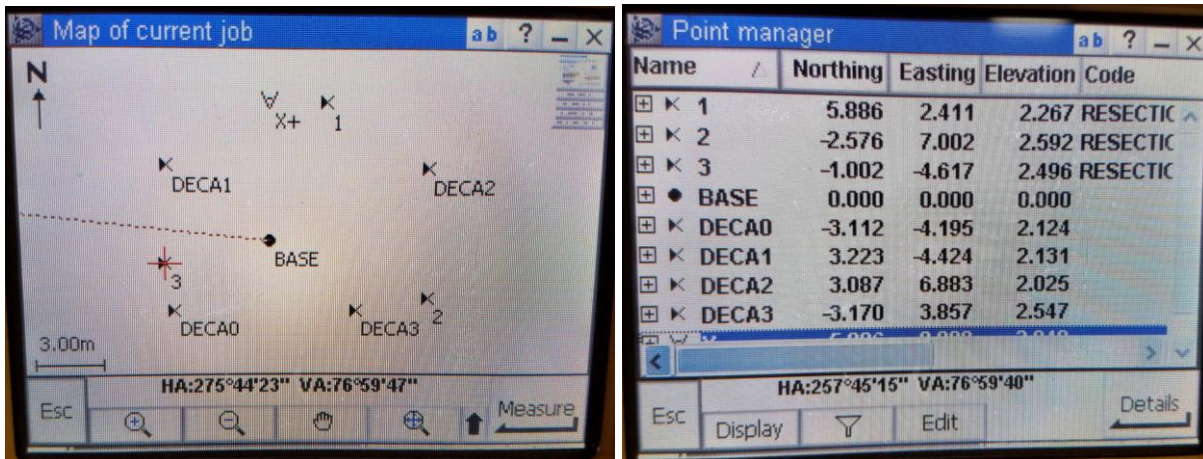 Map of current job
ab ? – ×
N
X+
1
DECA1
DECA2
BASE
3
DECA0
DECA3
2
3.00m
HA:275°44'23" VA:76°59'47"
Esc
Measure
Point manager
ab ? – ×
Name Northing Easting Elevation Code
1 5.886 2.411 2.267 RESECTIC
2 -2.576 7.002 2.592 RESECTIC
3 -1.002 -4.617 2.496 RESECTIC
BASE 0.000 0.000 0.000
DECA0 -3.112 -4.195 2.124
DECA1 3.223 -4.424 2.131
DECA2 3.087 6.883 2.025
DECA3 -3.170 3.857 2.547
HA:257°45'15" VA:76°59'40"
Esc
Display
Edit
Details